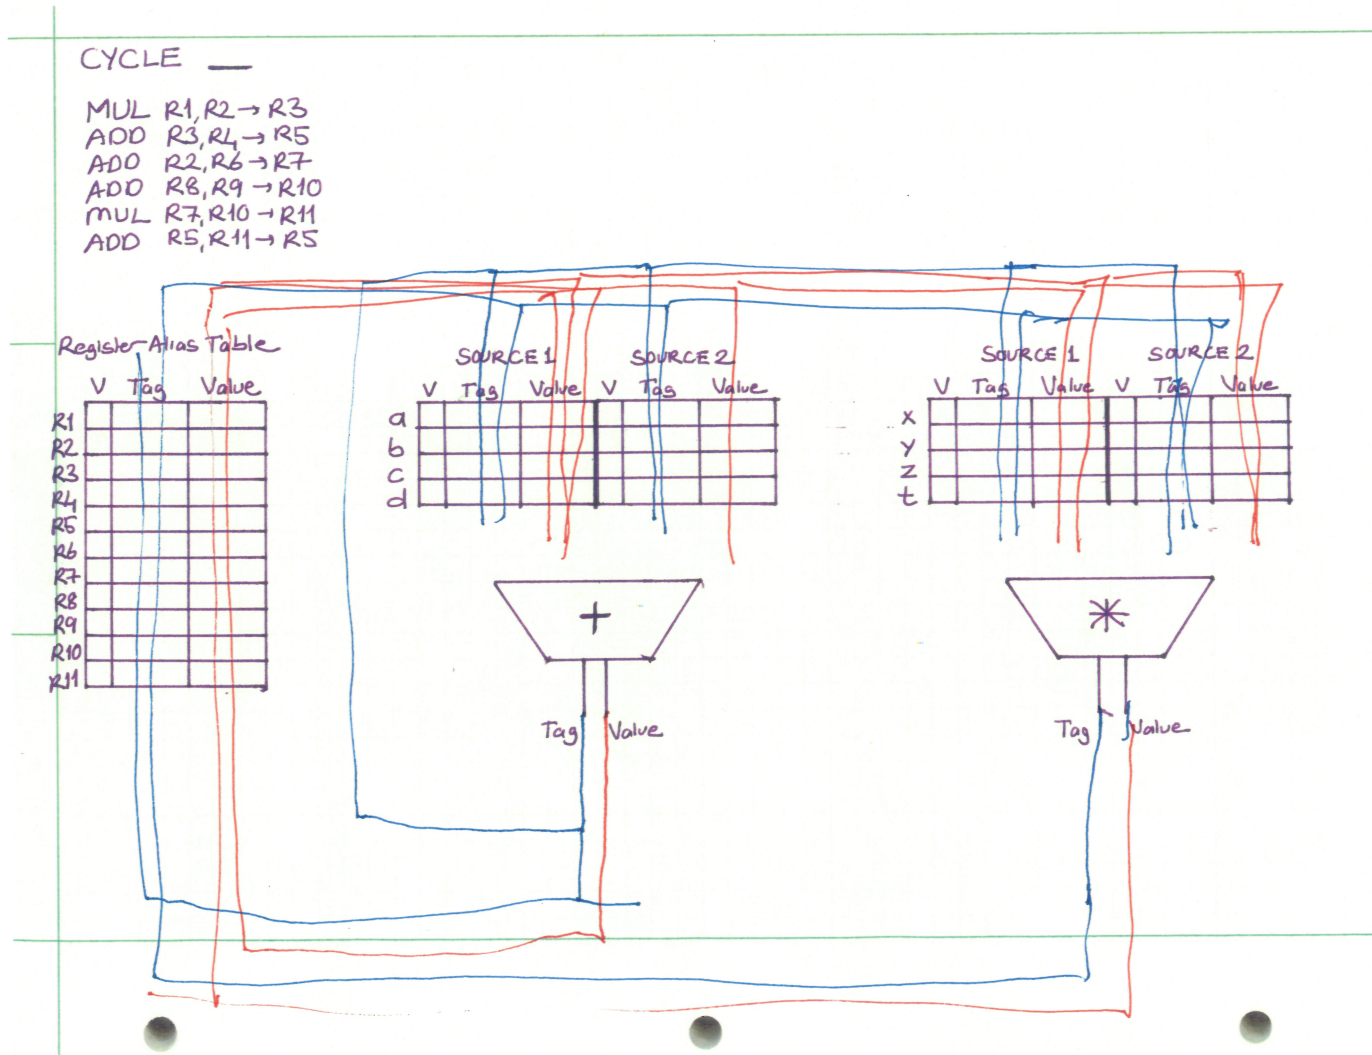 CYCLE __
MUL R1, R2 → R3
ADD R3, R4 → R5
ADD R2, R6 → R7
ADD R8, R9 → R10
MUL R7, R10 → R11
ADD R5, R11 → R5
Register Alias Table
V Tag Value
R1
R2
R3
R4
R5
R6
R7
R8
R9
R10
R11
SOURCE 1 SOURCE 2
V Tag Value V Tag Value
a
b
c
d
+
Tag Value
SOURCE 1 SOURCE 2
V Tag Value V Tag Value
x
y
z
t
*
Tag Value